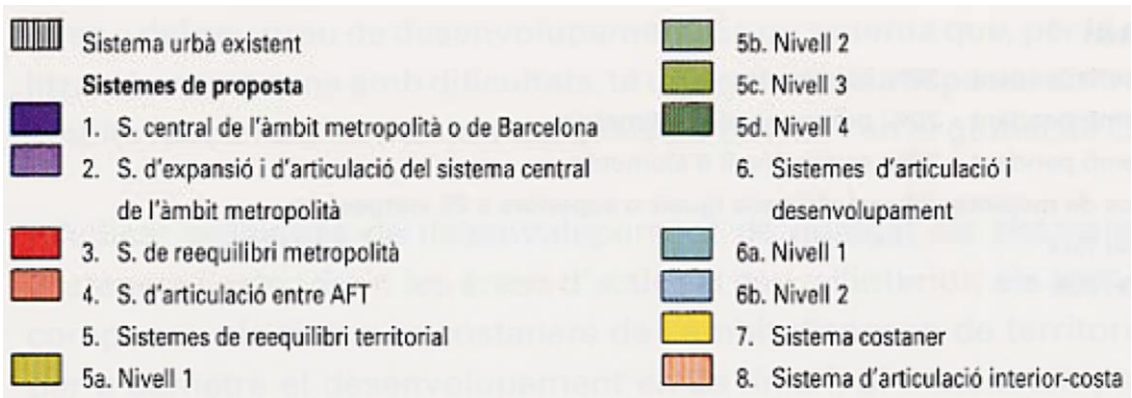 Sistema urbà existent
Sistemes de proposta
1. S. central de l'àmbit metropolità o de Barcelona
2. S. d'expansió i d'articulació del sistema central
de l'àmbit metropolità
3. S. de reequilibri metropolità
4. S. d'articulació entre AFT
5. Sistemes de reequilibri territorial
5a. Nivell 1
5b. Nivell 2
5c. Nivell 3
5d. Nivell 4
6. Sistemes d'articulació i
desenvolupament
6a. Nivell 1
6b. Nivell 2
7. Sistema costaner
8. Sistema d'articulació interior-costa